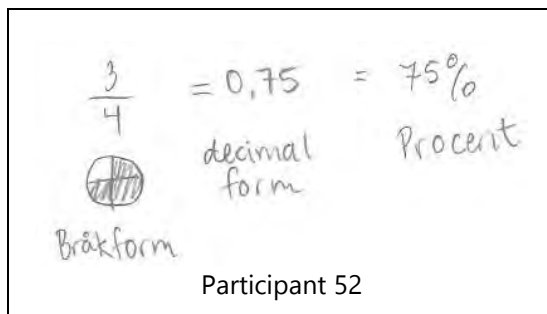 3/4 = 0,75 = 75%
decimal form
Procent
Bråkform
Participant 52